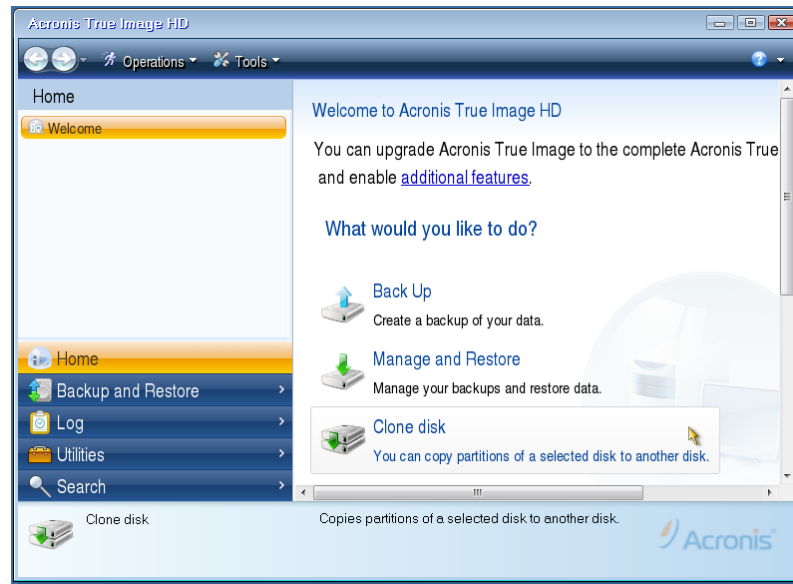 Acronis True Image HD
Operations Tools
Home
Welcome
Welcome to Acronis True Image HD
You can upgrade Acronis True Image to the complete Acronis True
and enable additional features.
What would you like to do?
Back Up
Create a backup of your data.
Manage and Restore
Manage your backups and restore data.
Clone disk
You can copy partitions of a selected disk to another disk.
Home
Backup and Restore
Log
Utilities
Search
Clone disk
Copies partitions of a selected disk to another disk.
Acronis